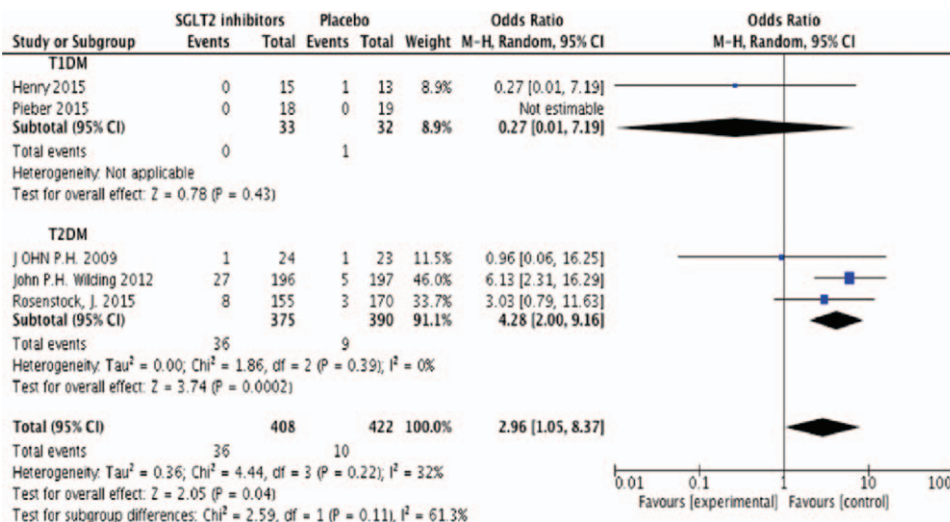 SGLT2 inhibitors Placebo Odds Ratio Odds Ratio
Study or Subgroup Events Total Events Total Weight M-H, Random, 95% CI M-H, Random, 95% CI
T1DM
Henry 2015 0 15 1 13 8.9% 0.27 [0.01, 7.19]
Pieber 2015 0 18 0 19 Not estimable
Subtotal (95% CI) 33 32 8.9% 0.27 [0.01, 7.19]
Total events 0 1
Heterogeneity: Not applicable
Test for overall effect: Z = 0.78 (P = 0.43)
T2DM
J OHN P.H. 2009 1 24 1 23 11.5% 0.96 [0.06, 16.25]
John P.H. Wilding 2012 27 196 5 197 46.0% 6.13 [2.31, 16.29]
Rosenstock, J. 2015 8 155 3 170 33.7% 3.03 [0.79, 11.63]
Subtotal (95% CI) 375 390 91.1% 4.28 [2.00, 9.16]
Total events 36 9
Heterogeneity: Tau² = 0.00; Chi² = 1.86, df = 2 (P = 0.39); I² = 0%
Test for overall effect: Z = 3.74 (P = 0.0002)
Total (95% CI) 408 422 100.0% 2.96 [1.05, 8.37]
Total events 36 10
Heterogeneity: Tau² = 0.36; Chi² = 4.44, df = 3 (P = 0.22); I² = 32%
Test for overall effect: Z = 2.05 (P = 0.04)
Test for subgroup differences: Chi² = 2.59, df = 1 (P = 0.11), I² = 61.3%
0.01 0.1 1 10 100
Favours [experimental] Favours [control]